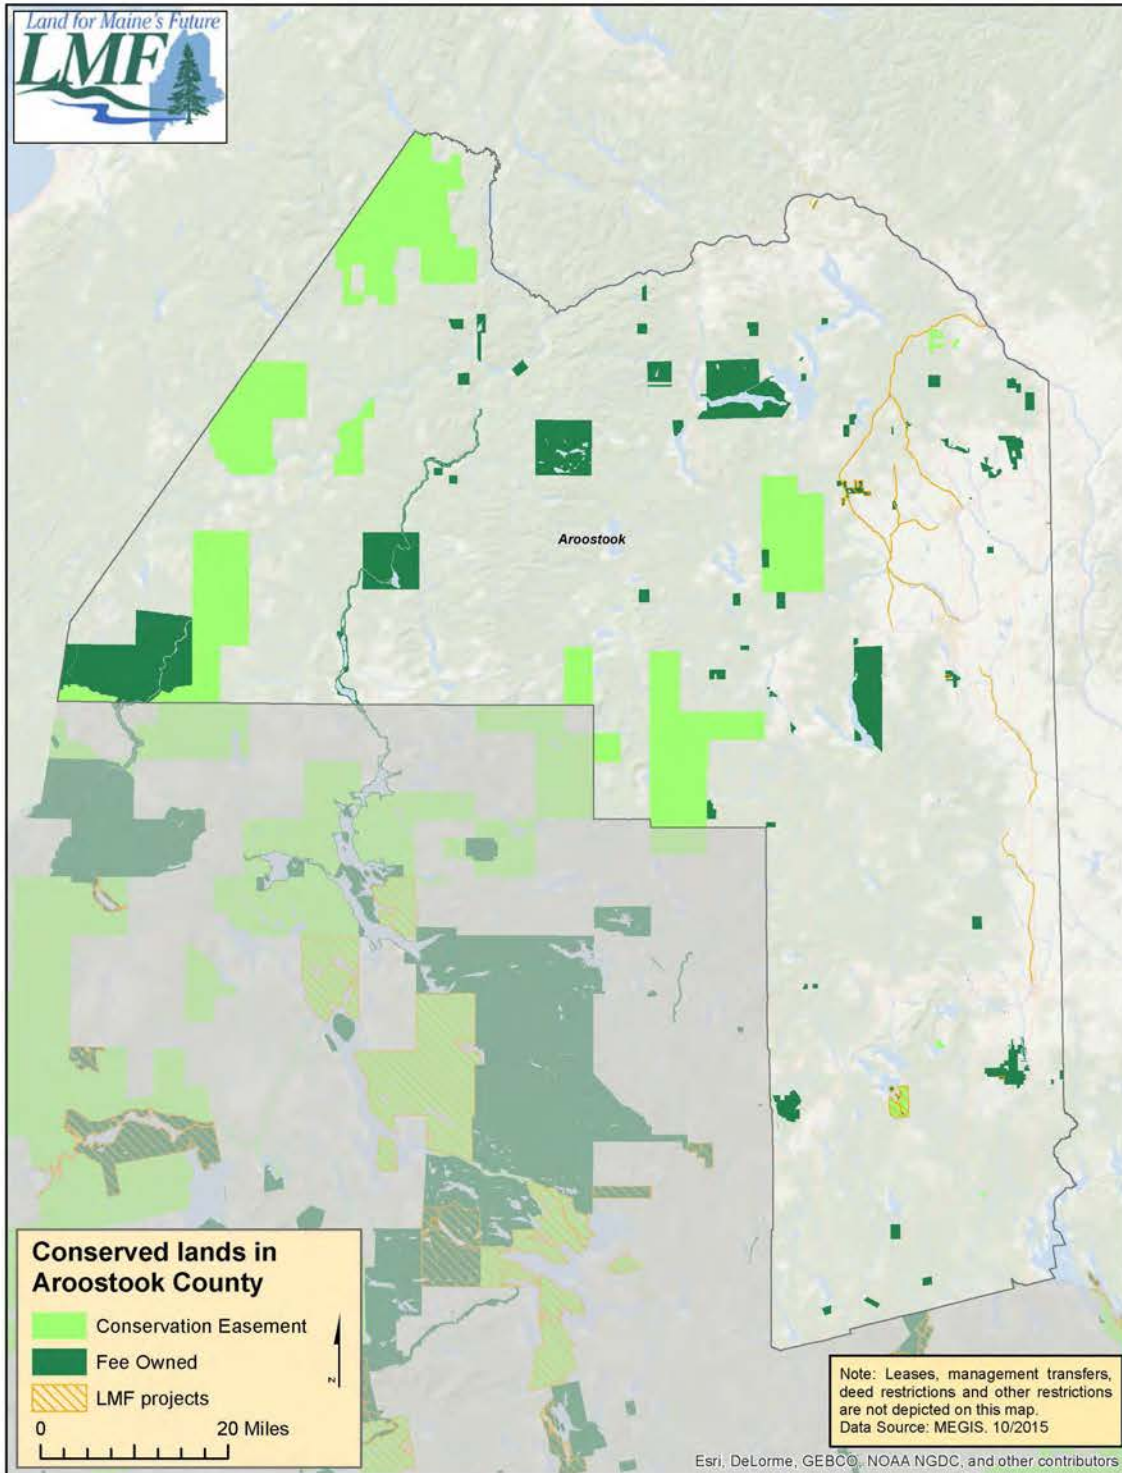 Land for Maine's Future
LMF
Aroostook
Conserved lands in
Aroostook County
Conservation Easement
Fee Owned
LMF projects
N
0 20 Miles
Note: Leases, management transfers,
deed restrictions and other restrictions
are not depicted on this map.
Data Source: MEGIS. 10/2015
Esri, DeLorme, GEBCO, NOAA NGDC, and other contributors